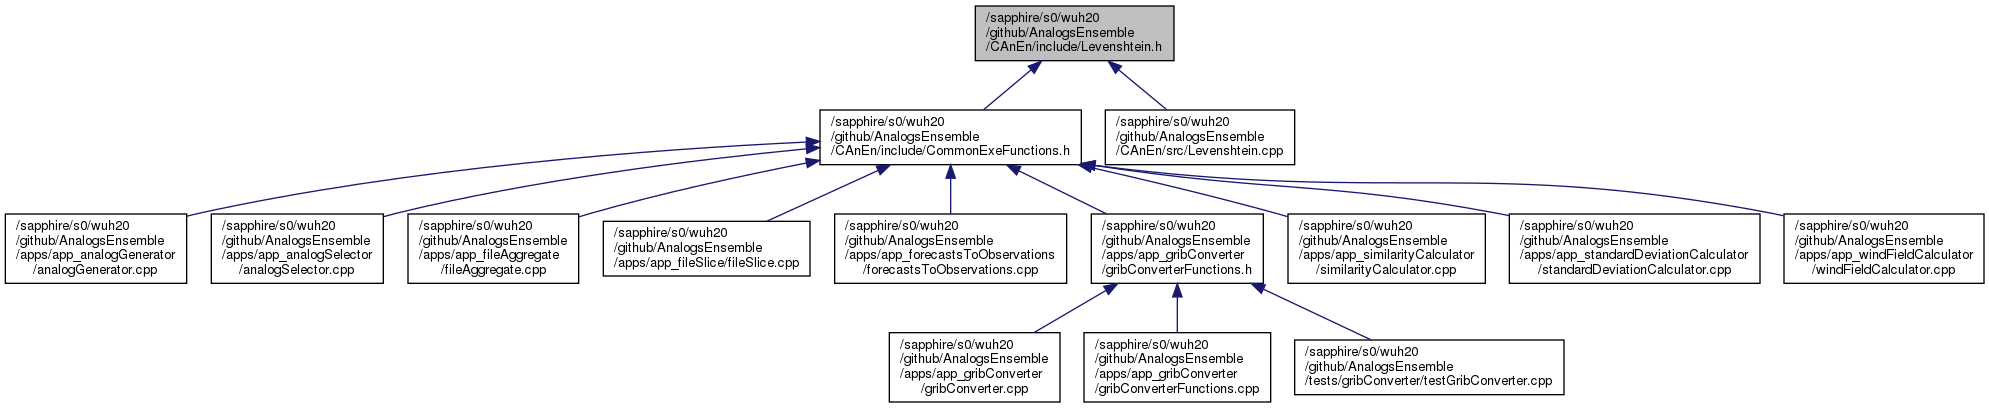 /sapphire/s0/wuh20
/github/AnalogsEnsemble
/CAnEn/include/Levenshtein.h
/sapphire/s0/wuh20
/github/AnalogsEnsemble
/CAnEn/include/CommonExeFunctions.h
/sapphire/s0/wuh20
/github/AnalogsEnsemble
/CAnEn/src/Levenshtein.cpp
/sapphire/s0/wuh20
/github/AnalogsEnsemble
/apps/app_analogGenerator
/analogGenerator.cpp
/sapphire/s0/wuh20
/github/AnalogsEnsemble
/apps/app_analogSelector
/analogSelector.cpp
/sapphire/s0/wuh20
/github/AnalogsEnsemble
/apps/app_fileAggregate
/fileAggregate.cpp
/sapphire/s0/wuh20
/github/AnalogsEnsemble
/apps/app_fileSlice/fileSlice.cpp
/sapphire/s0/wuh20
/github/AnalogsEnsemble
/apps/app_forecastsToObservations
/forecastsToObservations.cpp
/sapphire/s0/wuh20
/github/AnalogsEnsemble
/apps/app_gribConverter
/gribConverterFunctions.h
/sapphire/s0/wuh20
/github/AnalogsEnsemble
/apps/app_similarityCalculator
/similarityCalculator.cpp
/sapphire/s0/wuh20
/github/AnalogsEnsemble
/apps/app_standardDeviationCalculator
/standardDeviationCalculator.cpp
/sapphire/s0/wuh20
/github/AnalogsEnsemble
/apps/app_windFieldCalculator
/windFieldCalculator.cpp
/sapphire/s0/wuh20
/github/AnalogsEnsemble
/apps/app_gribConverter
/gribConverter.cpp
/sapphire/s0/wuh20
/github/AnalogsEnsemble
/apps/app_gribConverter
/gribConverterFunctions.cpp
/sapphire/s0/wuh20
/github/AnalogsEnsemble
/tests/gribConverter/testGribConverter.cpp